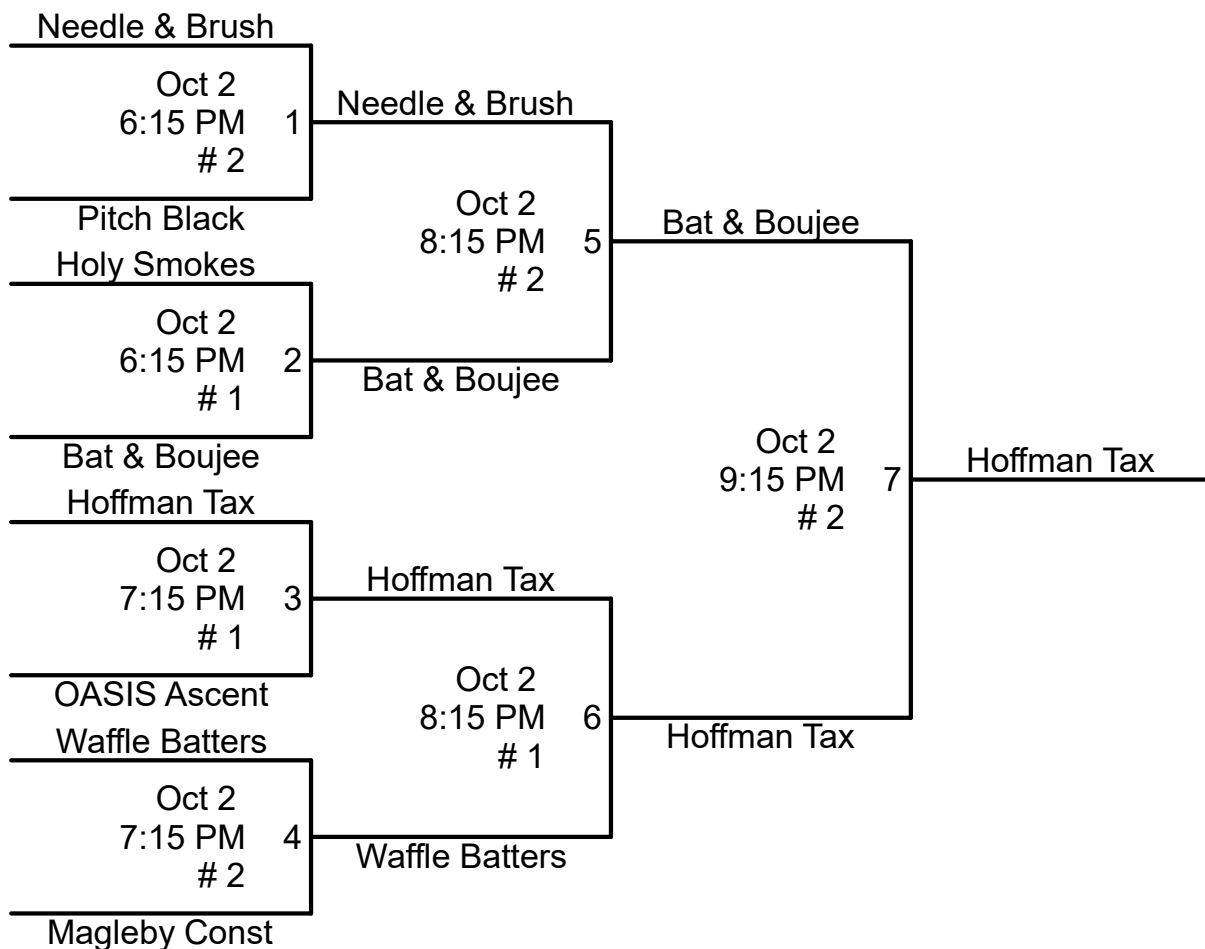 Needle & Brush
Oct 2
6:15 PM 1
# 2
Pitch Black
Holy Smokes
Oct 2
6:15 PM 2
# 1
Bat & Boujee
Hoffman Tax
Oct 2
7:15 PM 3
# 1
OASIS Ascent
Waffle Batters
Oct 2
7:15 PM 4
# 2
Magleby Const
Needle & Brush
Oct 2
8:15 PM 5
# 2
Bat & Boujee
Hoffman Tax
Oct 2
8:15 PM 6
# 1
Waffle Batters
Bat & Boujee
Oct 2
9:15 PM 7
# 2
Hoffman Tax
Hoffman Tax